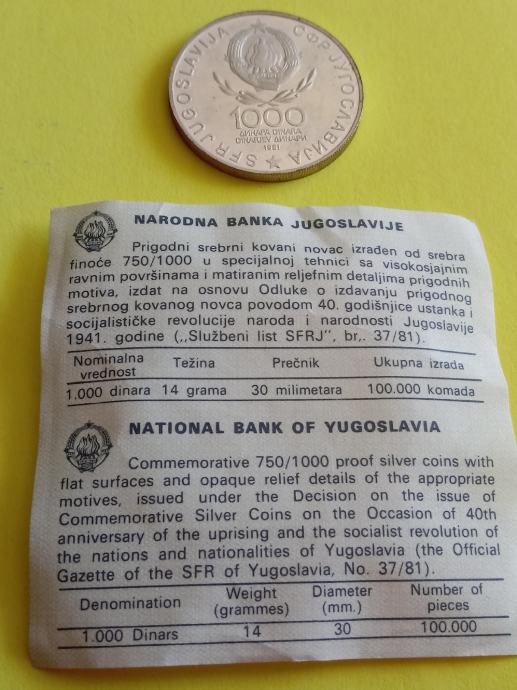 SFR JUGOSLAVIJA СФР ЈУГОСЛАВИЈА
1000
ДИНАРА DINARA
DINARJEV ДИНАРИ
1981
NARODNA BANKA JUGOSLAVIJE
Prigodni srebrni kovani novac izrađen od srebra
finoće 750/1000 u specijalnoj tehnici sa visokosjajnim
ravnim površinama i matiranim reljefnim detaljima prigodnih
motiva, izdat na osnovu Odluke o izdavanju prigodnog
srebrnog kovanog novca povodom 40. godišnjice ustanka i
socijalističke revolucije naroda i narodnosti Jugoslavije
1941. godine („Službeni list SFRJ", br,. 37/81).
Nominalna vrednost Težina Prečnik Ukupna izrada
1.000 dinara 14 grama 30 milimetara 100.000 komada
NATIONAL BANK OF YUGOSLAVIA
Commemorative 750/1000 proof silver coins with
flat surfaces and opaque relief details of the appropriate
motives, issued under the Decision on the issue of
Commemorative Silver Coins on the Occasion of 40th
anniversary of the uprising and the socialist revolution of
the nations and nationalities of Yugoslavia (the Official
Gazette of the SFR of Yugoslavia, No. 37/81).
Denomination Weight (grammes) Diameter (mm.) Number of pieces
1.000 Dinars 14 30 100.000